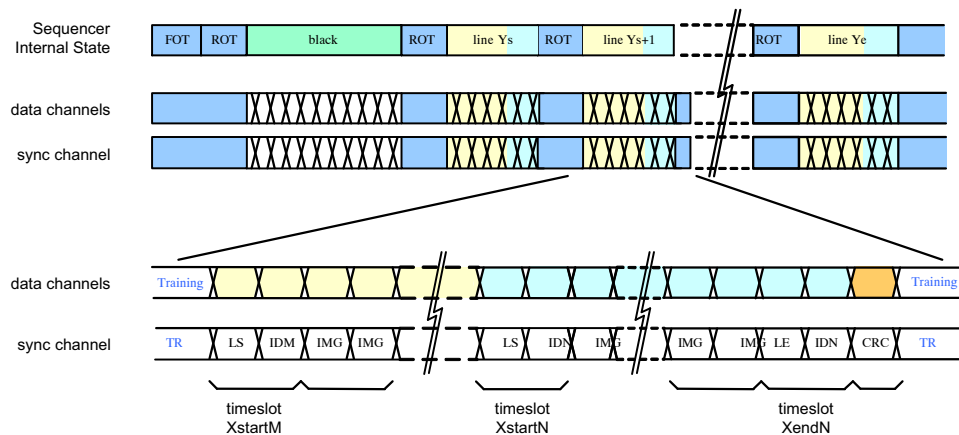 Sequencer
Internal State
FOT ROT black ROT line Ys ROT line Ys+1 ROT line Ye
data channels
sync channel
data channels
Training Training
sync channel
TR LS IDM IMG IMG LS IDN IMG IMG IMG LE IDN CRC TR
timeslot timeslot timeslot
XstartM XstartN XendN